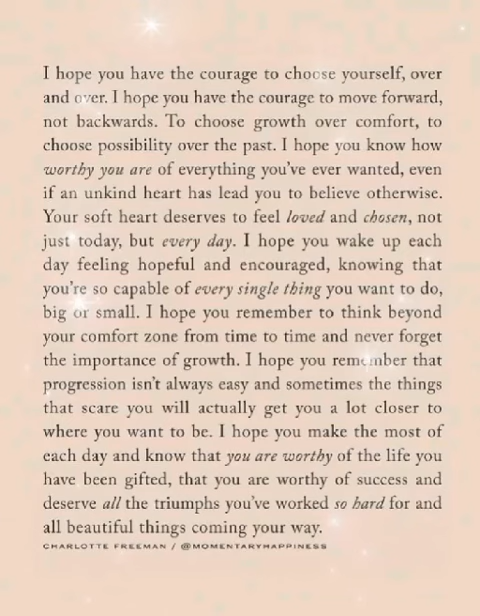 I hope you have the courage to choose yourself, over
and over. I hope you have the courage to move forward,
not backwards. To choose growth over comfort, to
choose possibility over the past. I hope you know how
worthy you are of everything you've ever wanted, even
if an unkind heart has lead you to believe otherwise.
Your soft heart deserves to feel loved and chosen, not
just today, but every day. I hope you wake up each
day feeling hopeful and encouraged, knowing that
you're so capable of every single thing you want to do,
big or small. I hope you remember to think beyond
your comfort zone from time to time and never forget
the importance of growth. I hope you remember that
progression isn't always easy and sometimes the things
that scare you will actually get you a lot closer to
where you want to be. I hope you make the most of
each day and know that you are worthy of the life you
have been gifted, that you are worthy of success and
deserve all the triumphs you've worked so hard for and
all beautiful things coming your way.
CHARLOTTE FREEMAN / @MOMENTARYHAPPINESS